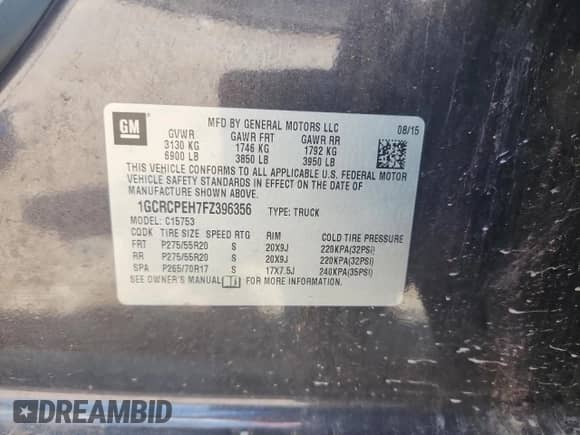 GM
MFD BY GENERAL MOTORS LLC
08/15
GVWR GAWR FRT GAWR RR
3130 KG 1746 KG 1792 KG
6900 LB 3850 LB 3950 LB
THIS VEHICLE CONFORMS TO ALL APPLICABLE U.S. FEDERAL MOTOR
VEHICLE SAFETY STANDARDS IN EFFECT ON THE DATE OF
MANUFACTURE SHOWN ABOVE.
1GCRCPEH7FZ396356 TYPE: TRUCK
MODEL: C15753
CODK TIRE SIZE SPEED RTG RIM COLD TIRE PRESSURE
FRT P275/55R20 S 20X9J 220KPA(32PSI)
RR P275/55R20 S 20X9J 220KPA(32PSI)
SPA P265/70R17 S 17X7.5J 240KPA(35PSI)
SEE OWNER'S MANUAL FOR MORE INFORMATION.
DREAMBID